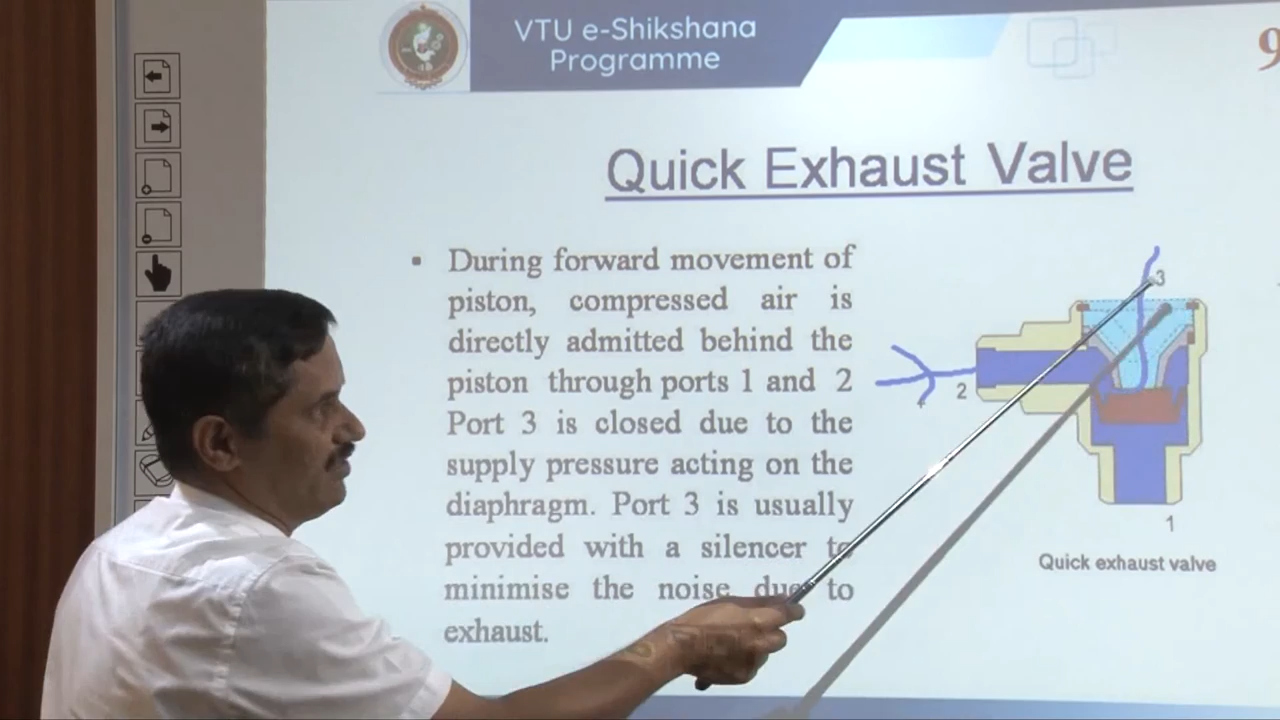 VTU e-Shikshana
Programme
9
Quick Exhaust Valve
During forward movement of
piston, compressed air is
directly admitted behind the
piston through ports 1 and 2
Port 3 is closed due to the
supply pressure acting on the
diaphragm. Port 3 is usually
provided with a silencer to
minimise the noise due to
exhaust.
3
2
1
Quick exhaust valve